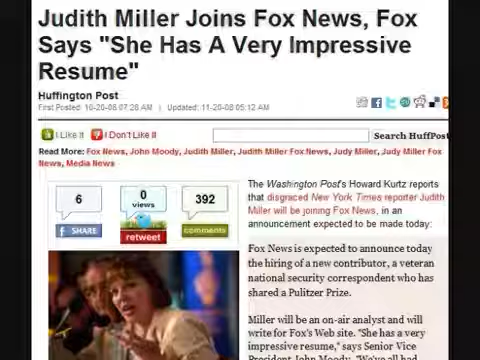 Judith Miller Joins Fox News, Fox
Says "She Has A Very Impressive
Resume"
Huffington Post
First Posted: 10-20-08 07:28 AM | Updated: 11-20-08 05:12 AM
I Like It I Don't Like It
Search HuffPost
Read More: Fox News, John Moody, Judith Miller, Judith Miller Fox News, Judy Miller, Judy Miller Fox
News, Media News
6
0
views
392
SHARE
retweet
comments
The Washington Post's Howard Kurtz reports
that disgraced New York Times reporter Judith
Miller will be joining Fox News, in an
announcement expected to be made today:
Fox News is expected to announce today
the hiring of a new contributor, a veteran
national security correspondent who has
shared a Pulitzer Prize.
Miller will be an on-air analyst and will
write for Fox's Web site. "She has a very
impressive resume," says Senior Vice
President John Moody. "We've all had